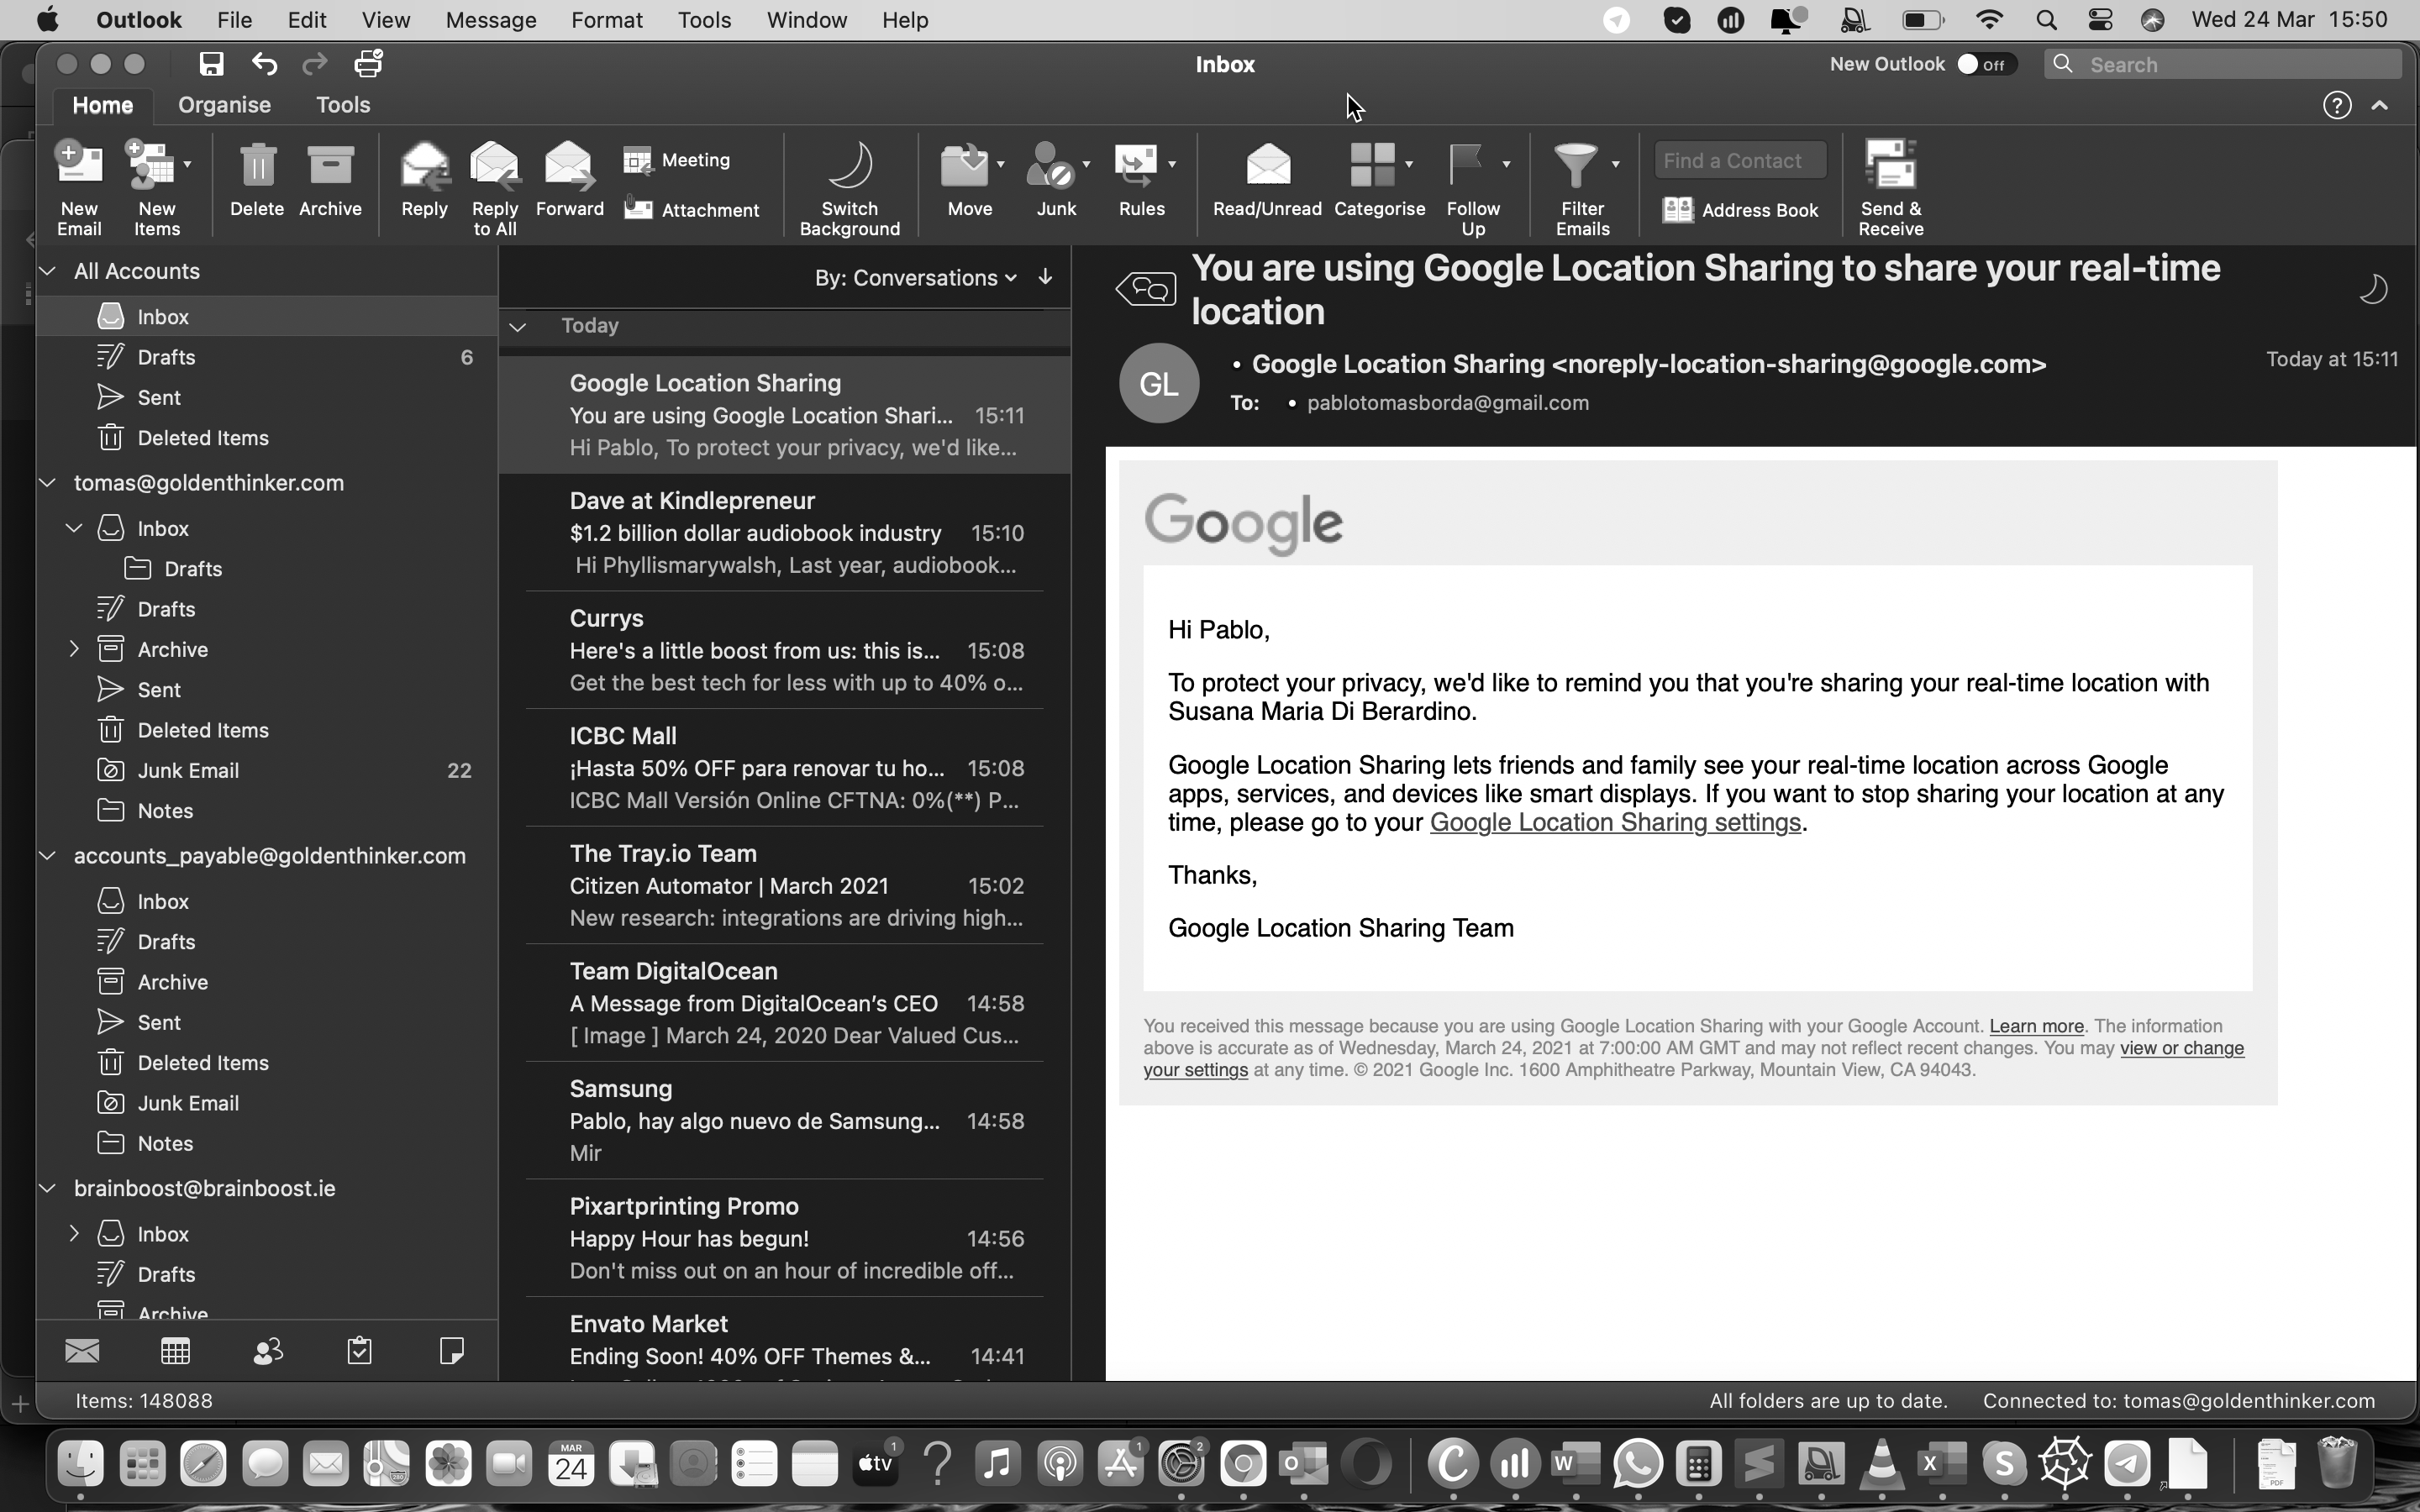 Outlook File Edit View Message Format Tools Window Help
Wed 24 Mar 15:50
Inbox
New Outlook Off
Search
Home Organise Tools
New Email
New Items
Delete
Archive
Reply
Reply to All
Forward
Meeting
Attachment
Switch Background
Move
Junk
Rules
Read/Unread
Categorise
Follow Up
Filter Emails
Find a Contact
Address Book
Send & Receive
All Accounts
Inbox
Drafts 6
Sent
Deleted Items
tomas@goldenthinker.com
Inbox
Drafts
Drafts
Archive
Sent
Deleted Items
Junk Email 22
Notes
accounts_payable@goldenthinker.com
Inbox
Drafts
Archive
Sent
Deleted Items
Junk Email
Notes
brainboost@brainboost.ie
Inbox
Drafts
Archive
By: Conversations
Today
Google Location Sharing
You are using Google Location Shari... 15:11
Hi Pablo, To protect your privacy, we'd like...
Dave at Kindlepreneur
$1.2 billion dollar audiobook industry 15:10
Hi Phyllismarywalsh, Last year, audiobook...
Currys
Here's a little boost from us: this is... 15:08
Get the best tech for less with up to 40% o...
ICBC Mall
¡Hasta 50% OFF para renovar tu ho... 15:08
ICBC Mall Versión Online CFTNA: 0%(**) P...
The Tray.io Team
Citizen Automator | March 2021 15:02
New research: integrations are driving high...
Team DigitalOcean
A Message from DigitalOcean's CEO 14:58
[ Image ] March 24, 2020 Dear Valued Cus...
Samsung
Pablo, hay algo nuevo de Samsung... 14:58
Mir
Pixartprinting Promo
Happy Hour has begun! 14:56
Don't miss out on an hour of incredible off...
Envato Market
Ending Soon! 40% OFF Themes &... 14:41
You are using Google Location Sharing to share your real-time
location
GL
Google Location Sharing <noreply-location-sharing@google.com>
Today at 15:11
To: pablotomasborda@gmail.com
Google
Hi Pablo,
To protect your privacy, we'd like to remind you that you're sharing your real-time location with
Susana Maria Di Berardino.
Google Location Sharing lets friends and family see your real-time location across Google
apps, services, and devices like smart displays. If you want to stop sharing your location at any
time, please go to your Google Location Sharing settings.
Thanks,
Google Location Sharing Team
You received this message because you are using Google Location Sharing with your Google Account. Learn more. The information
above is accurate as of Wednesday, March 24, 2021 at 7:00:00 AM GMT and may not reflect recent changes. You may view or change
your settings at any time. © 2021 Google Inc. 1600 Amphitheatre Parkway, Mountain View, CA 94043.
Items: 148088
All folders are up to date. Connected to: tomas@goldenthinker.com
MAR
24
tv
1
1
2
PDF